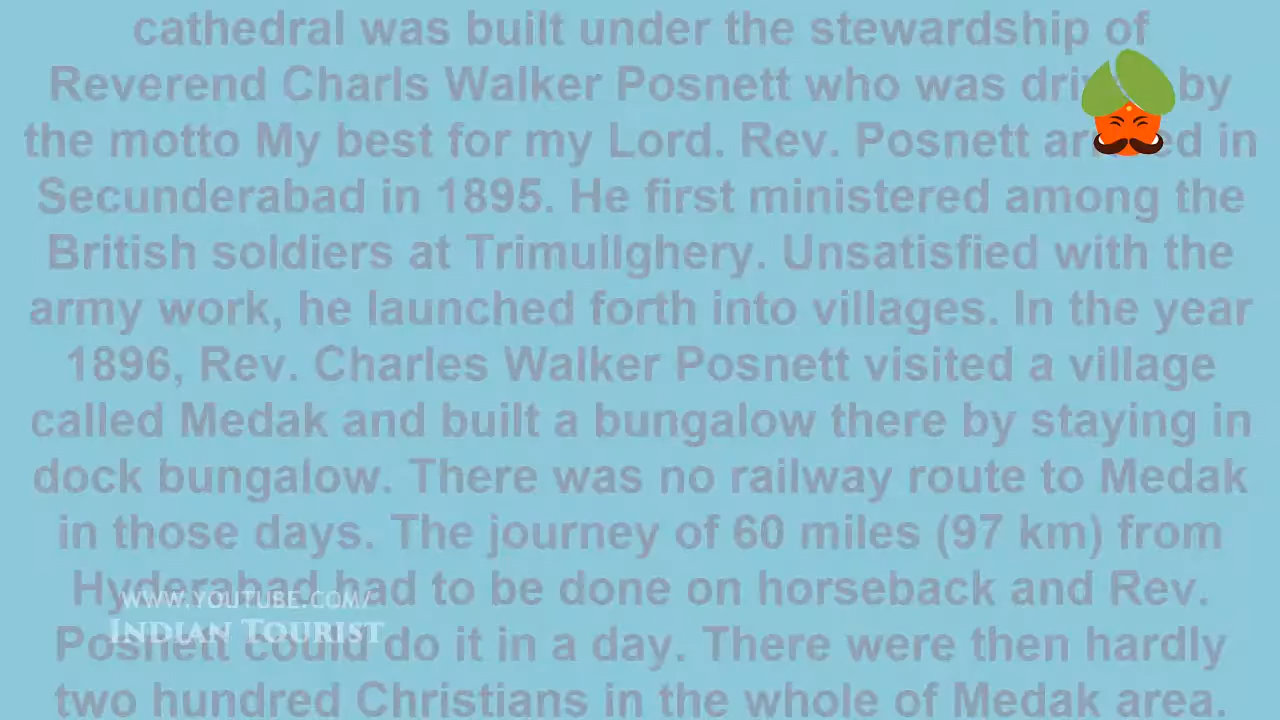 cathedral was built under the stewardship of
Reverend Charls Walker Posnett who was driven by
the motto My best for my Lord. Rev. Posnett arrived in
Secunderabad in 1895. He first ministered among the
British soldiers at Trimullghery. Unsatisfied with the
army work, he launched forth into villages. In the year
1896, Rev. Charles Walker Posnett visited a village
called Medak and built a bungalow there by staying in
dock bungalow. There was no railway route to Medak
in those days. The journey of 60 miles (97 km) from
Hyderabad had to be done on horseback and Rev.
WWW.YOUTUBE.COM/
INDIAN TOURIST
Posnett could do it in a day. There were then hardly
two hundred Christians in the whole of Medak area.